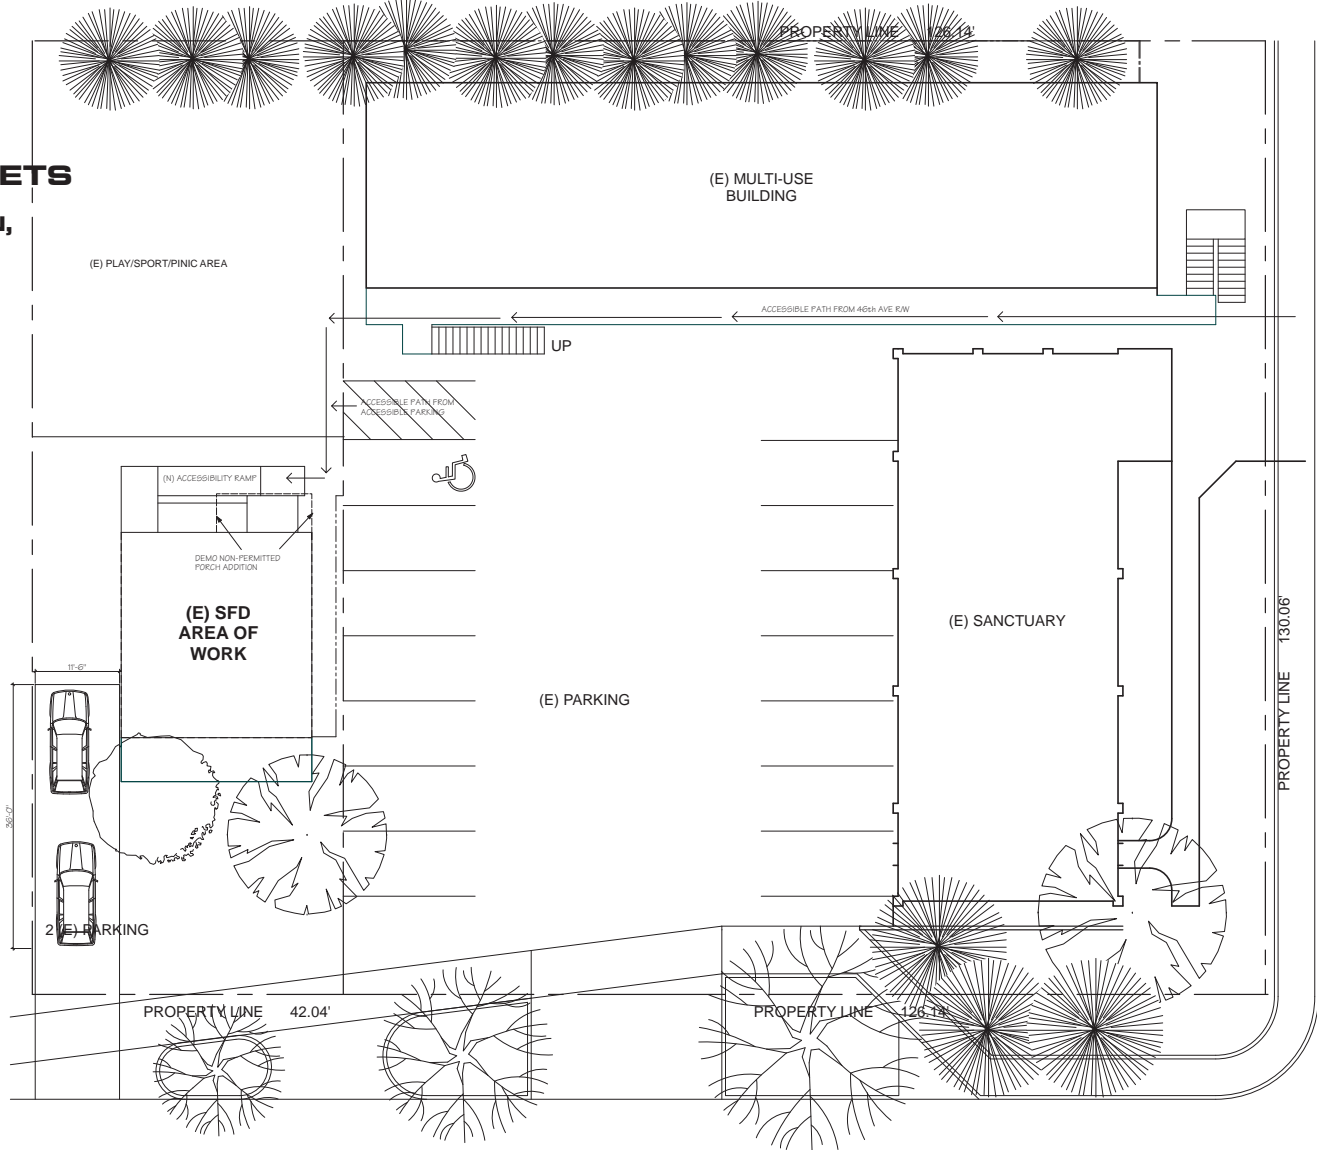 PROPERTY LINE 126.14'
ETS
(E) MULTI-USE
BUILDING
(E) PLAY/SPORT/PINIC AREA
ACCESSIBLE PATH FROM 46th AVE R/W
UP
ACCESSIBLE PATH FROM
ACCESSIBLE PARKING
(N) ACCESSIBILITY RAMP
DEMO NON-PERMITTED
PORCH ADDITION
(E) SFD
AREA OF
WORK
(E) SANCTUARY
PROPERTY LINE 130.06'
11'-6"
(E) PARKING
36'-0"
2 (E) PARKING
PROPERTY LINE 42.04'
PROPERTY LINE 126.14'